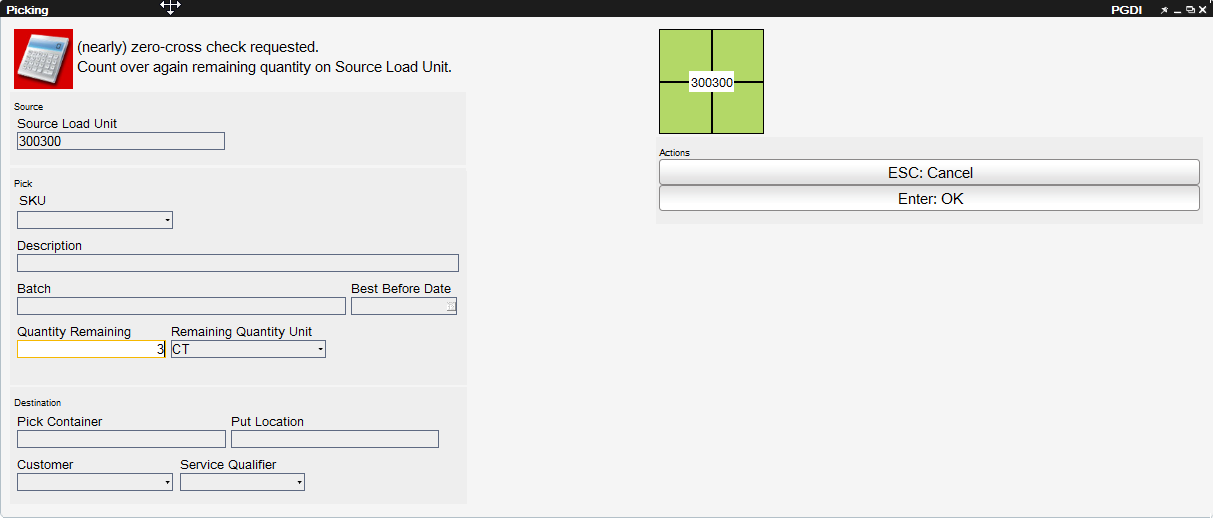 Picking
PGDI
(nearly) zero-cross check requested.
Count over again remaining quantity on Source Load Unit.
Source
Source Load Unit
300300
Pick
SKU
Description
Batch
Best Before Date
Quantity Remaining
Remaining Quantity Unit
3
CT
Destination
Pick Container
Put Location
Customer
Service Qualifier
300300
Actions
ESC: Cancel
Enter: OK